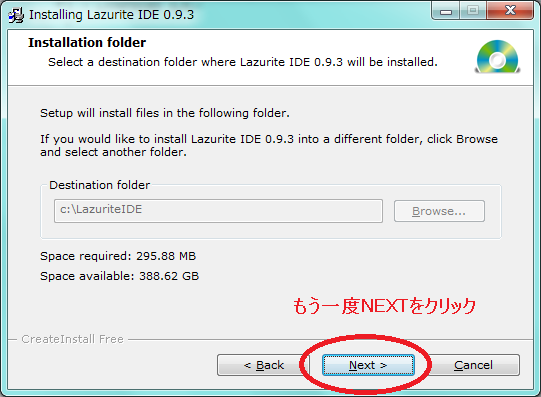 Installing Lazurite IDE 0.9.3
Installation folder
Select a destination folder where Lazurite IDE 0.9.3 will be installed.
Setup will install files in the following folder.
If you would like to install Lazurite IDE 0.9.3 into a different folder, click Browse
and select another folder.
Destination folder
c:\LazuriteIDE
Browse...
Space required: 295.88 MB
Space available: 388.62 GB
もう一度NEXTをクリック
CreateInstall Free
< Back
Next >
Cancel